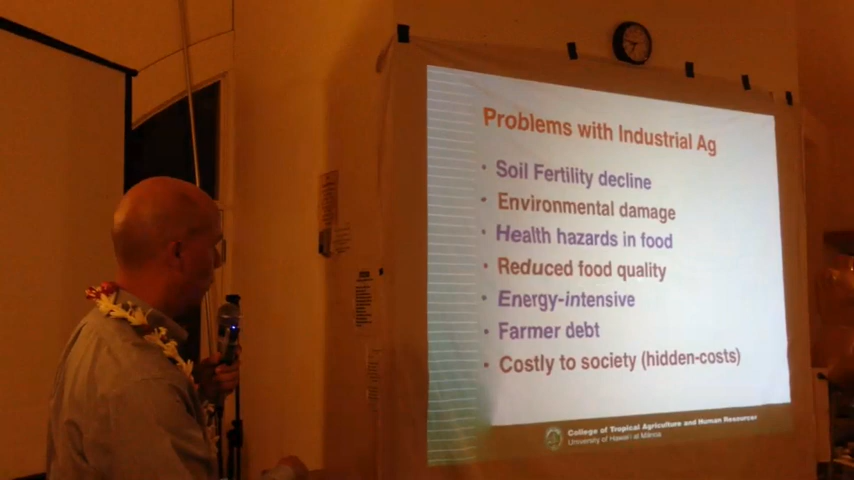 Problems with Industrial Ag
• Soil Fertility decline
• Environmental damage
• Health hazards in food
• Reduced food quality
• Energy-intensive
• Farmer debt
• Costly to society (hidden-costs)
College of Tropical Agriculture and Human Resources
University of Hawai‘i at Mānoa